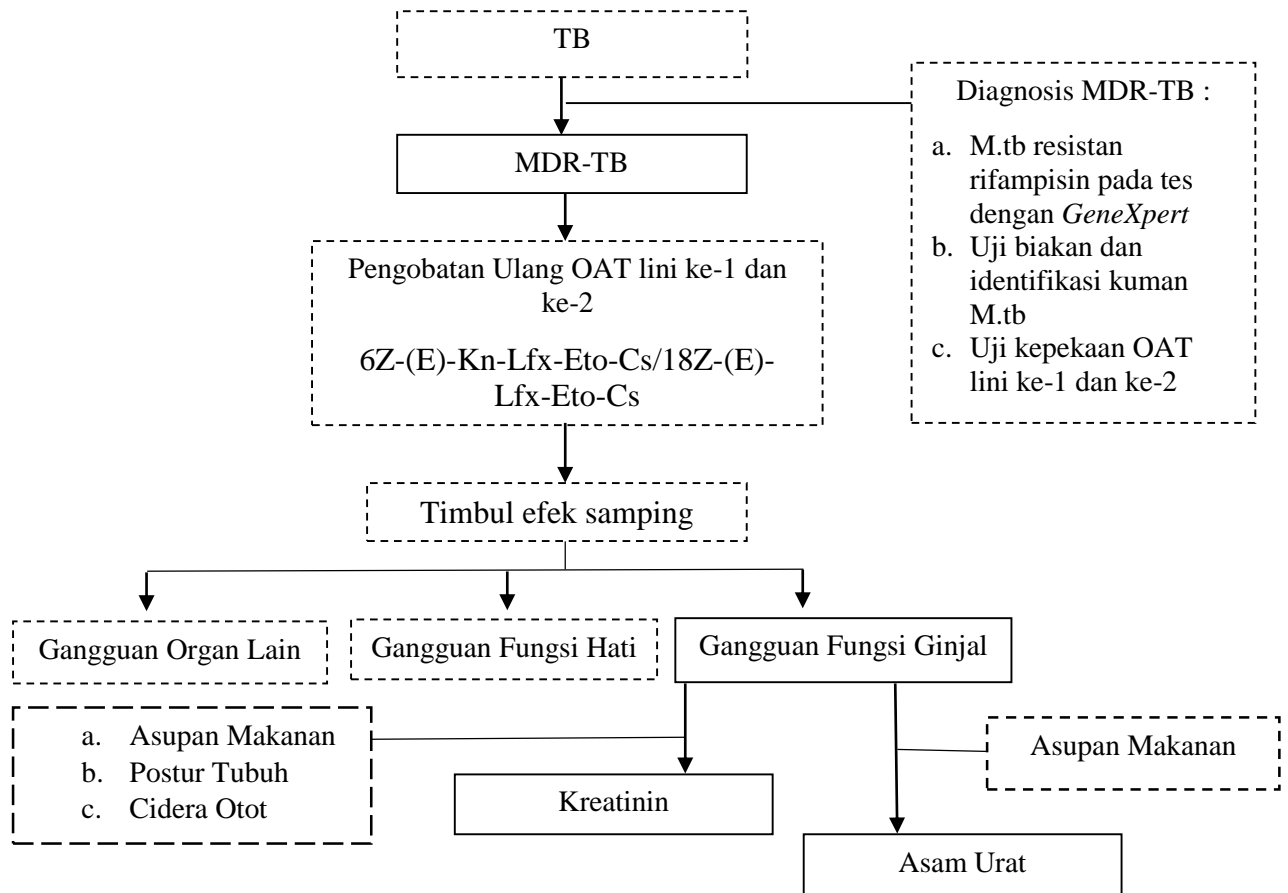 TB
Diagnosis MDR-TB :
a. M.tb resistan
rifampisin pada tes
dengan GeneXpert
b. Uji biakan dan
identifikasi kuman
M.tb
c. Uji kepekaan OAT
lini ke-1 dan ke-2
MDR-TB
Pengobatan Ulang OAT lini ke-1 dan
ke-2
6Z-(E)-Kn-Lfx-Eto-Cs/18Z-(E)-
Lfx-Eto-Cs
Timbul efek samping
Gangguan Organ Lain
Gangguan Fungsi Hati
Gangguan Fungsi Ginjal
a. Asupan Makanan
b. Postur Tubuh
c. Cidera Otot
Asupan Makanan
Kreatinin
Asam Urat